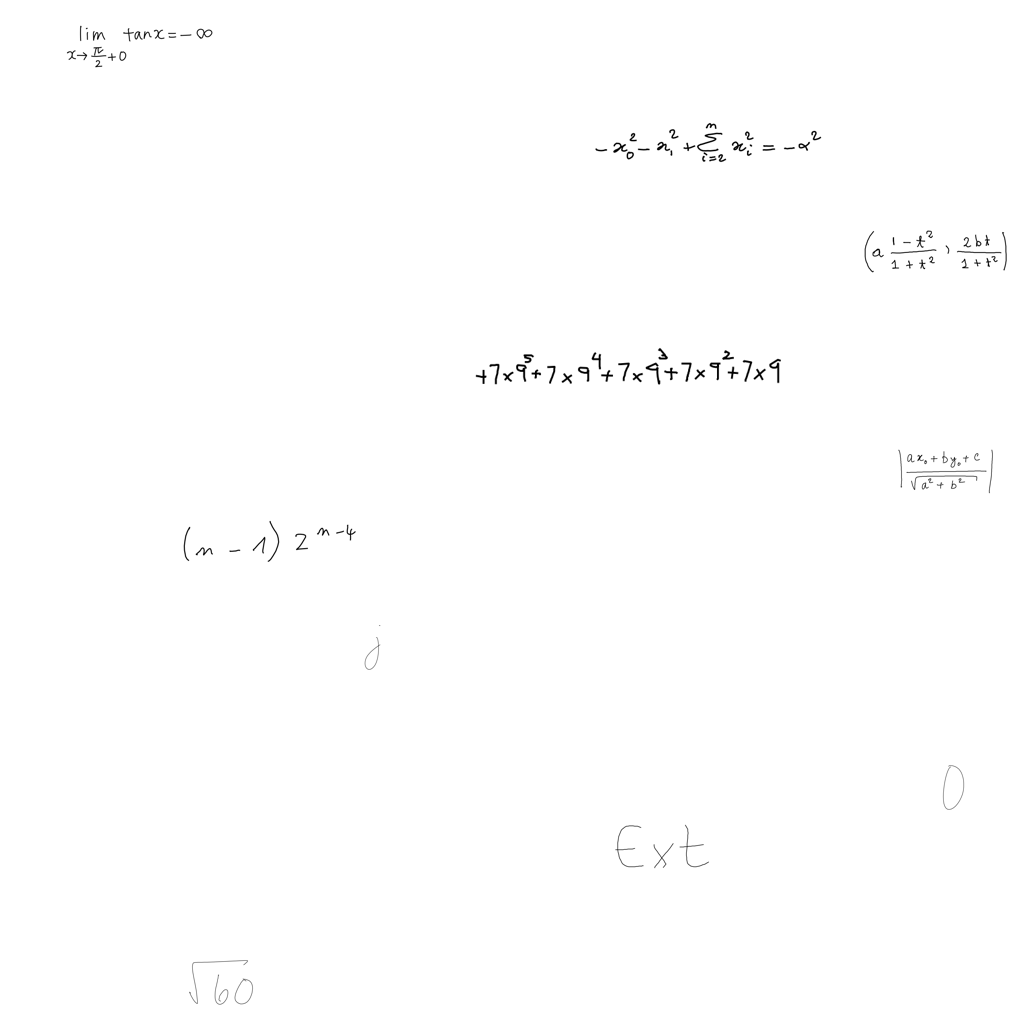 \lim_{x \to \frac{\pi}{2}+0} \tan x = -\infty
-x_0^2 - x_1^2 + \sum_{i=2}^{n} x_i^2 = -\alpha^2
\left( a \frac{1-t^2}{1+t^2}, \frac{2bt}{1+t^2} \right)
+7 \times 9^5 + 7 \times 9^4 + 7 \times 9^3 + 7 \times 9^2 + 7 \times 9
\left| \frac{ax_0 + by_0 + c}{\sqrt{a^2+b^2}} \right|
(n-1) 2^{n-4}
j
0
Ext
\sqrt{60}